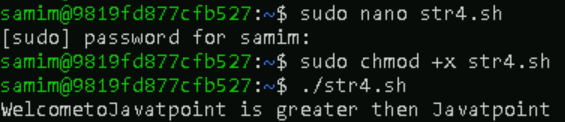 samim@9819fd877cfb527:~$ sudo nano str4.sh
[sudo] password for samim:
samim@9819fd877cfb527:~$ sudo chmod +x str4.sh
samim@9819fd877cfb527:~$ ./str4.sh
WelcometoJavatpoint is greater then Javatpoint